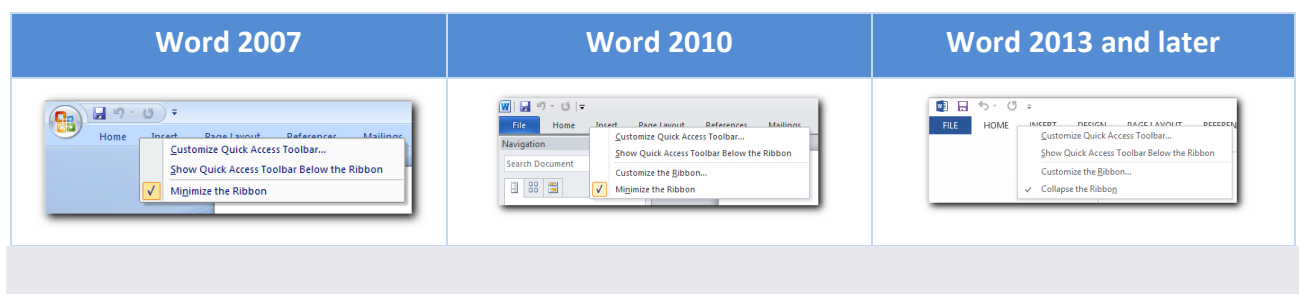 Word 2007
Word 2010
Word 2013 and later
Home Insert Page Layout References Mailings
Customize Quick Access Toolbar...
Show Quick Access Toolbar Below the Ribbon
Minimize the Ribbon
W
File Home Insert Page Layout References Mailings
Navigation
Search Document
Customize Quick Access Toolbar...
Show Quick Access Toolbar Below the Ribbon
Customize the Ribbon...
Minimize the Ribbon
FILE HOME INSERT DESIGN PAGE LAYOUT REFEREN
Customize Quick Access Toolbar...
Show Quick Access Toolbar Below the Ribbon
Customize the Ribbon...
Collapse the Ribbon